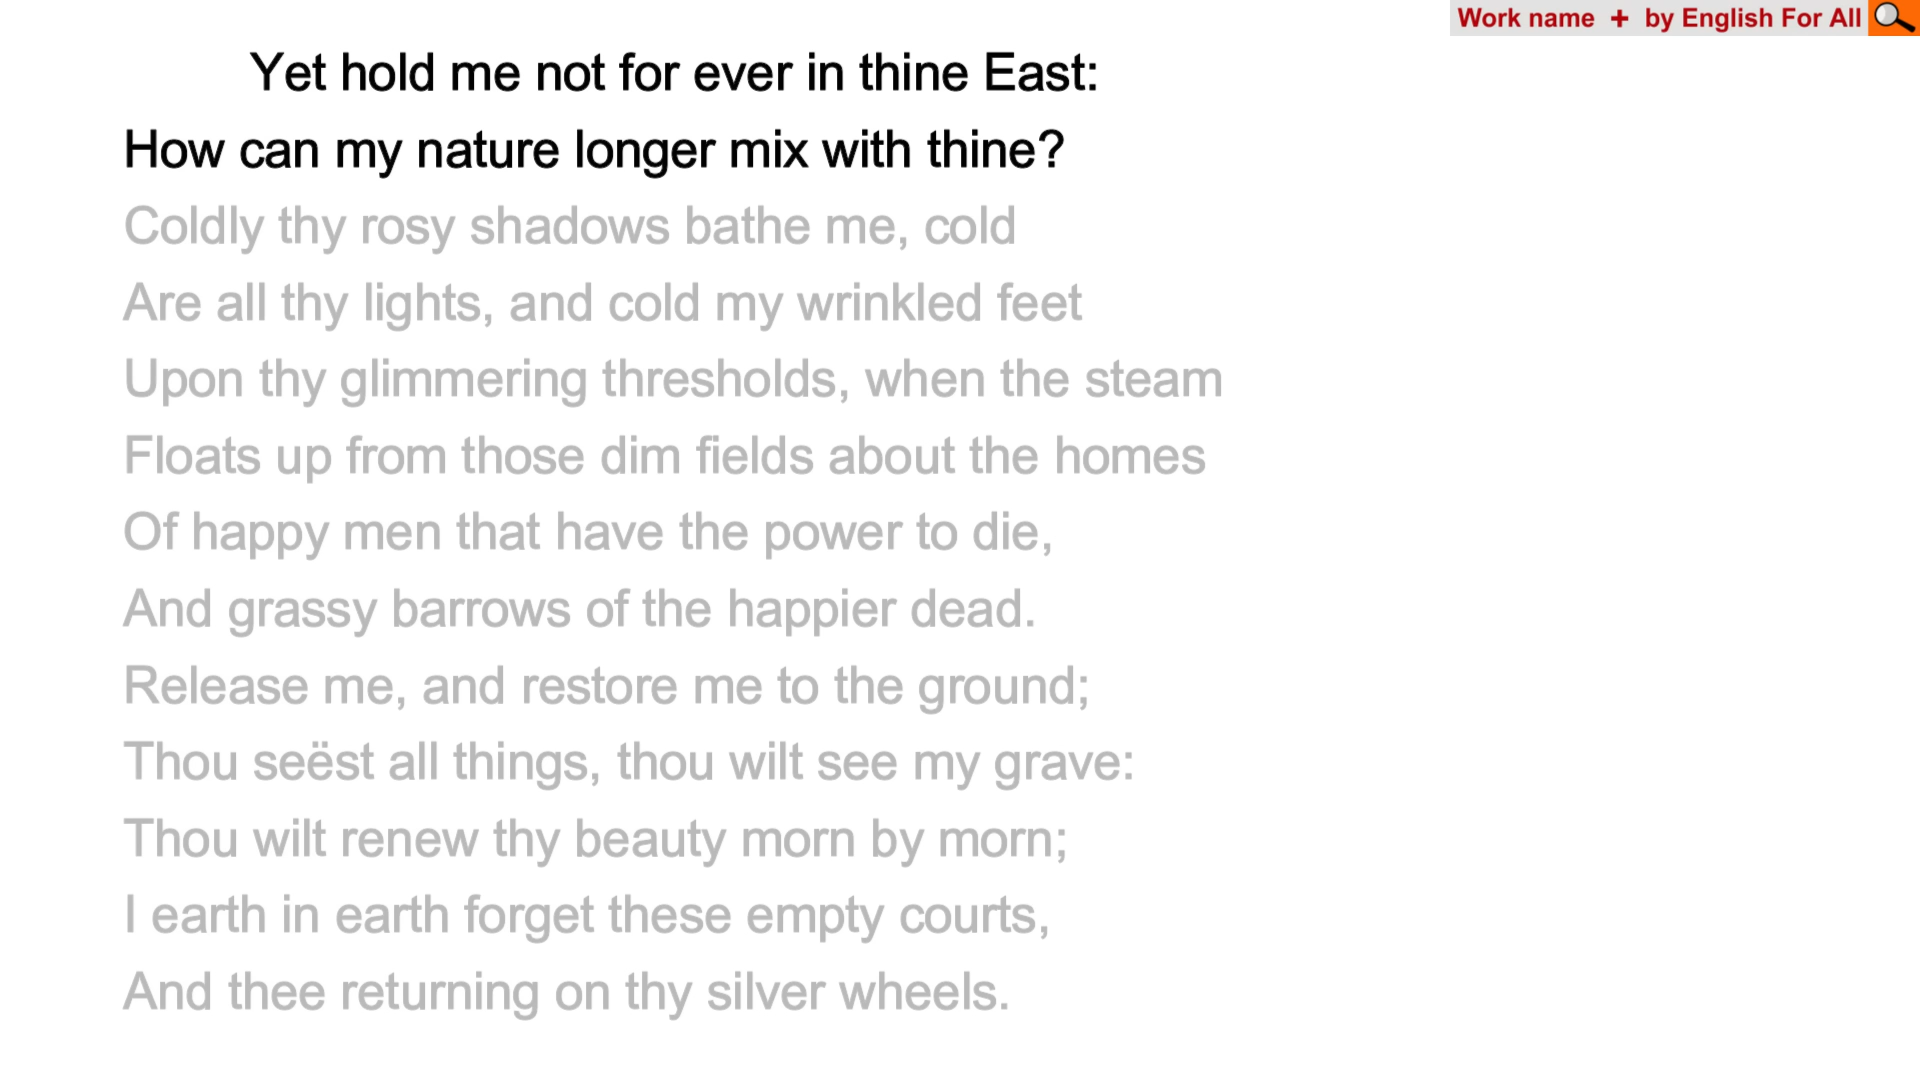 Work name + by English For All
Yet hold me not for ever in thine East:
How can my nature longer mix with thine?
Coldly thy rosy shadows bathe me, cold
Are all thy lights, and cold my wrinkled feet
Upon thy glimmering thresholds, when the steam
Floats up from those dim fields about the homes
Of happy men that have the power to die,
And grassy barrows of the happier dead.
Release me, and restore me to the ground;
Thou seëst all things, thou wilt see my grave:
Thou wilt renew thy beauty morn by morn;
I earth in earth forget these empty courts,
And thee returning on thy silver wheels.